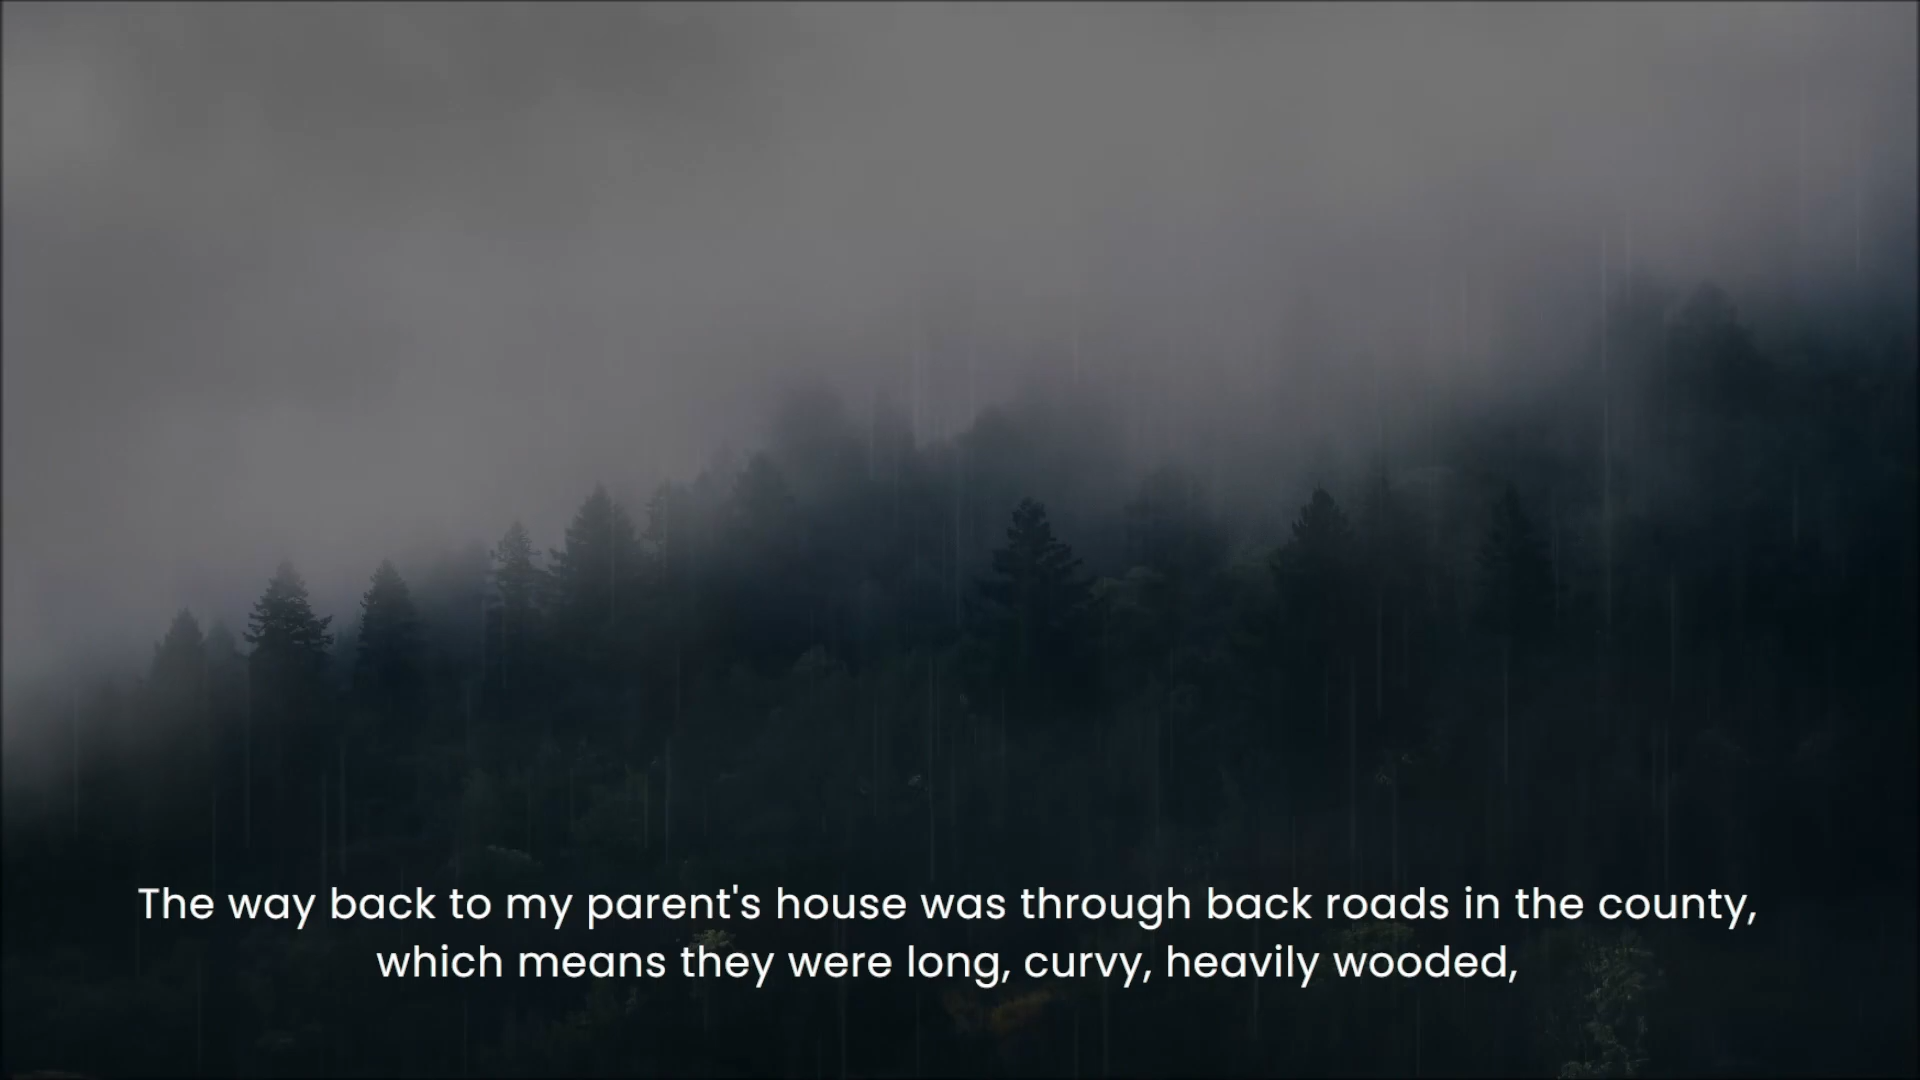 The way back to my parent's house was through back roads in the county,
which means they were long, curvy, heavily wooded,